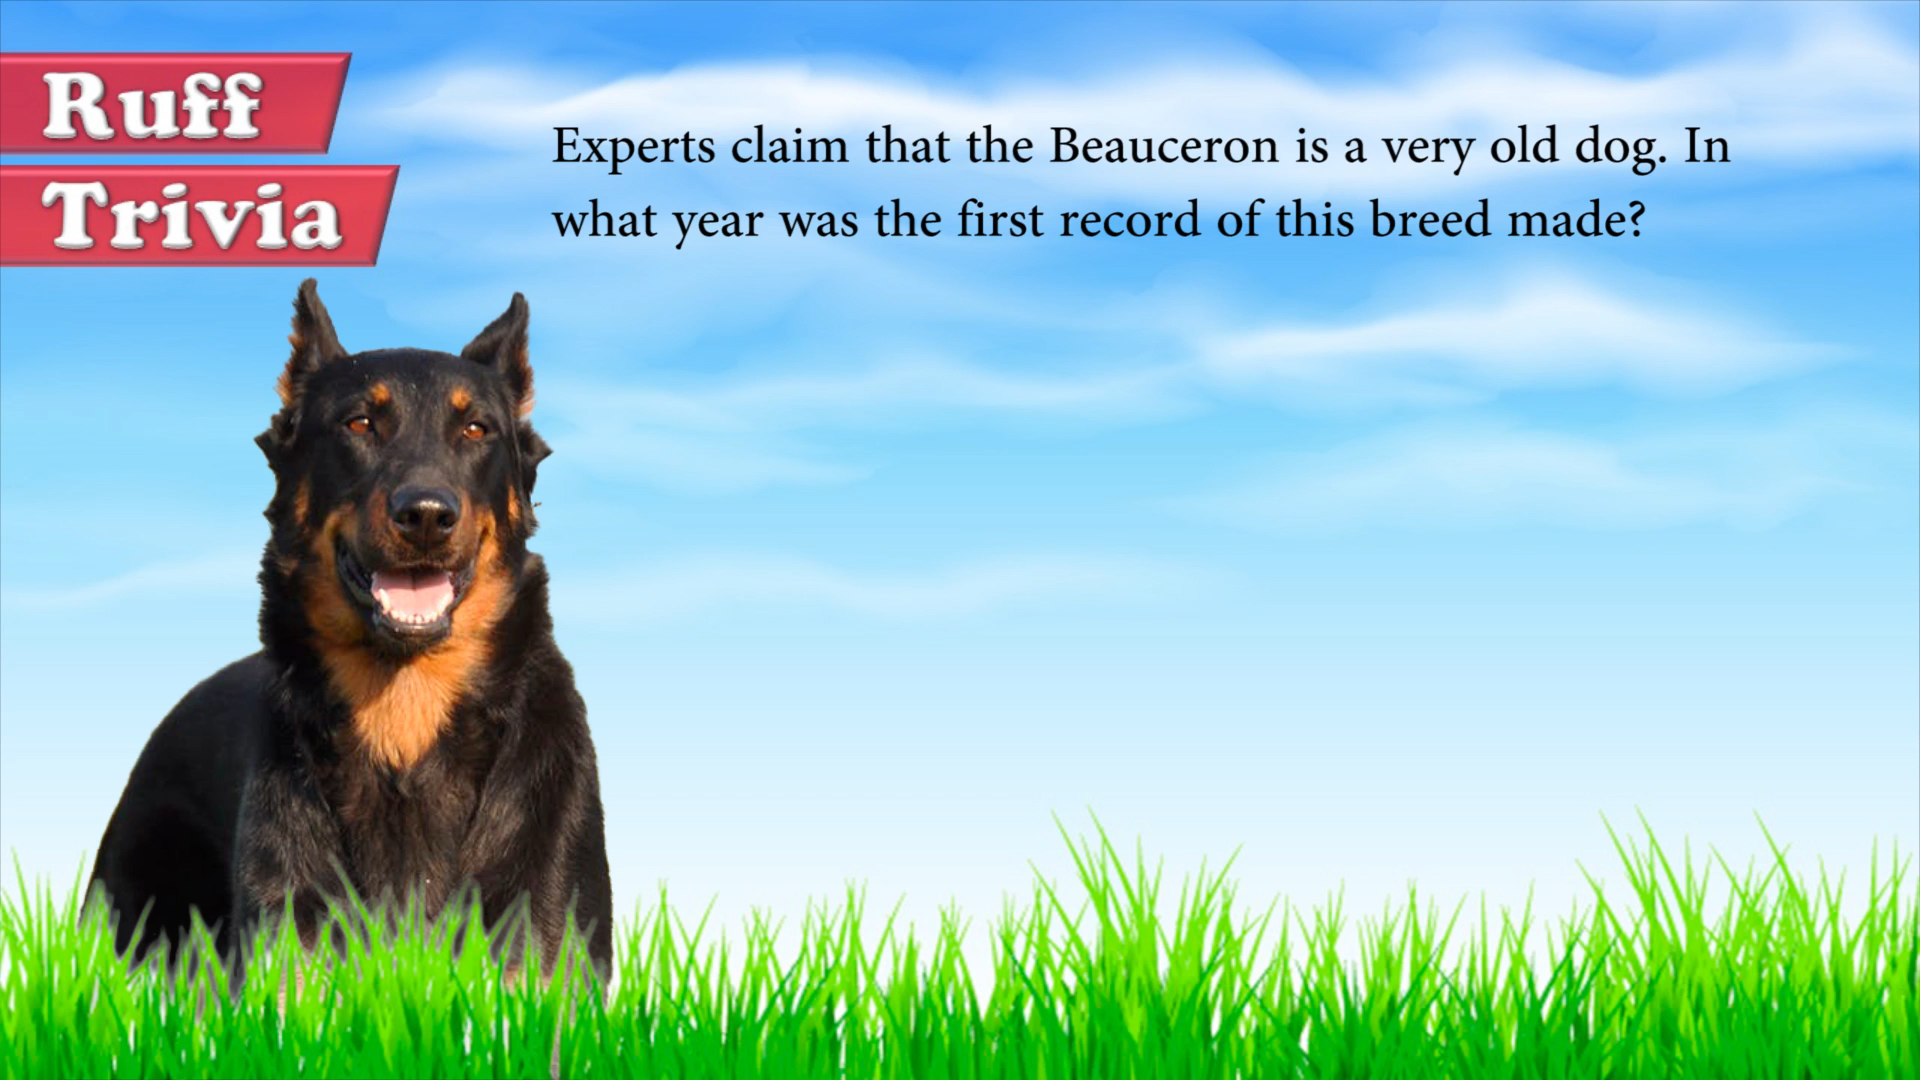 Ruff
Trivia
Experts claim that the Beauceron is a very old dog. In
what year was the first record of this breed made?